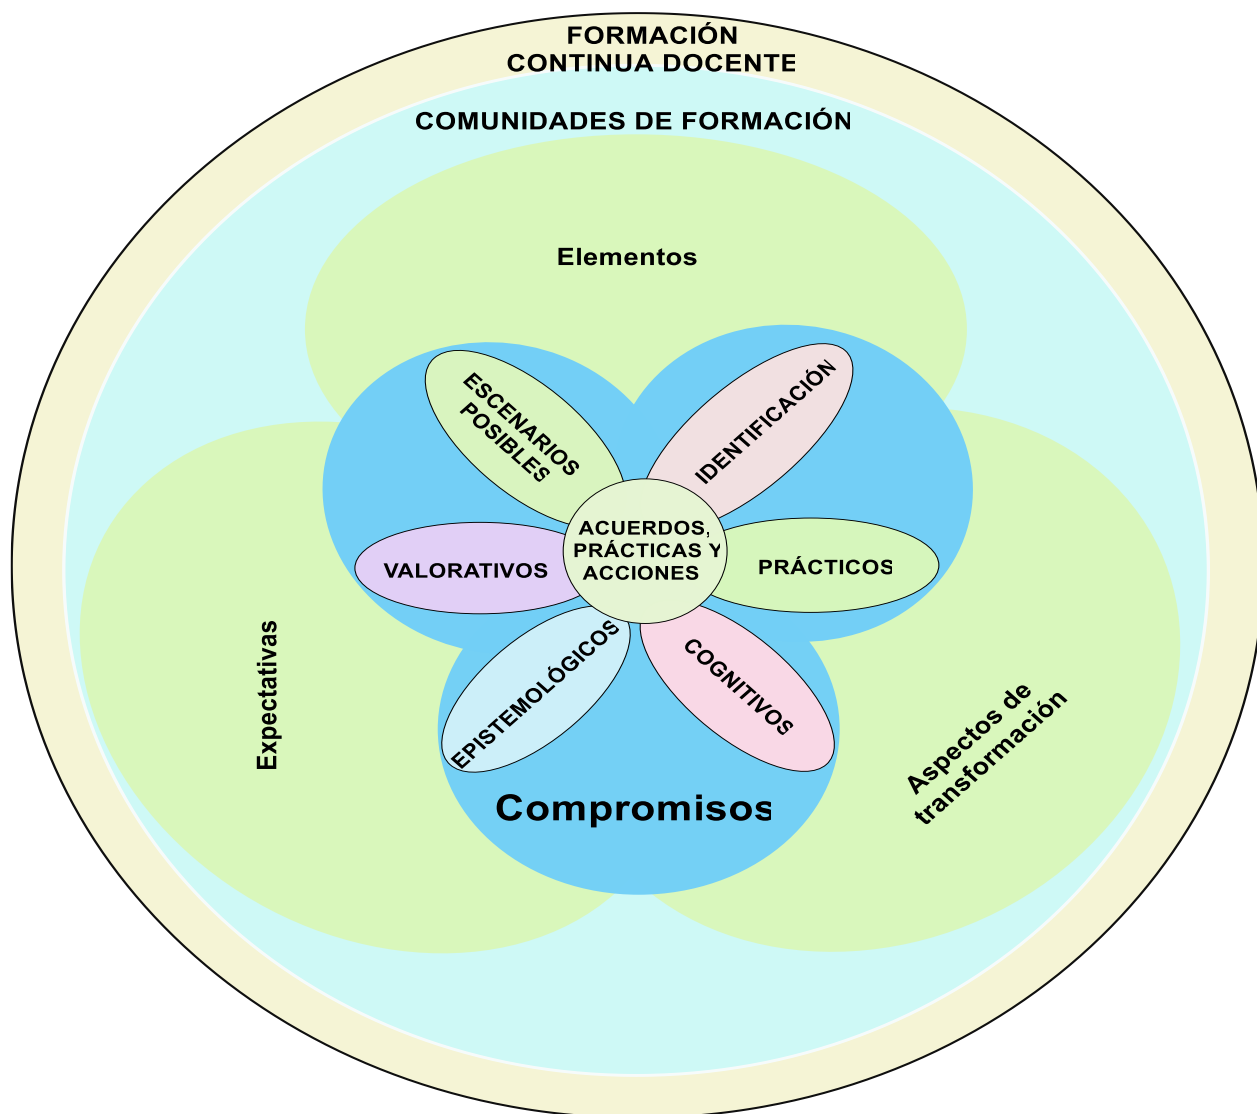 FORMACIÓN
CONTINUA DOCENTE
COMUNIDADES DE FORMACIÓN
Elementos
ESCENARIOS
POSIBLES
IDENTIFICACIÓN
ACUERDOS,
PRÁCTICAS Y
ACCIONES
VALORATIVOS
PRÁCTICOS
EPISTEMOLÓGICOS
COGNITIVOS
Expectativas
Aspectos de
transformación
Compromisos